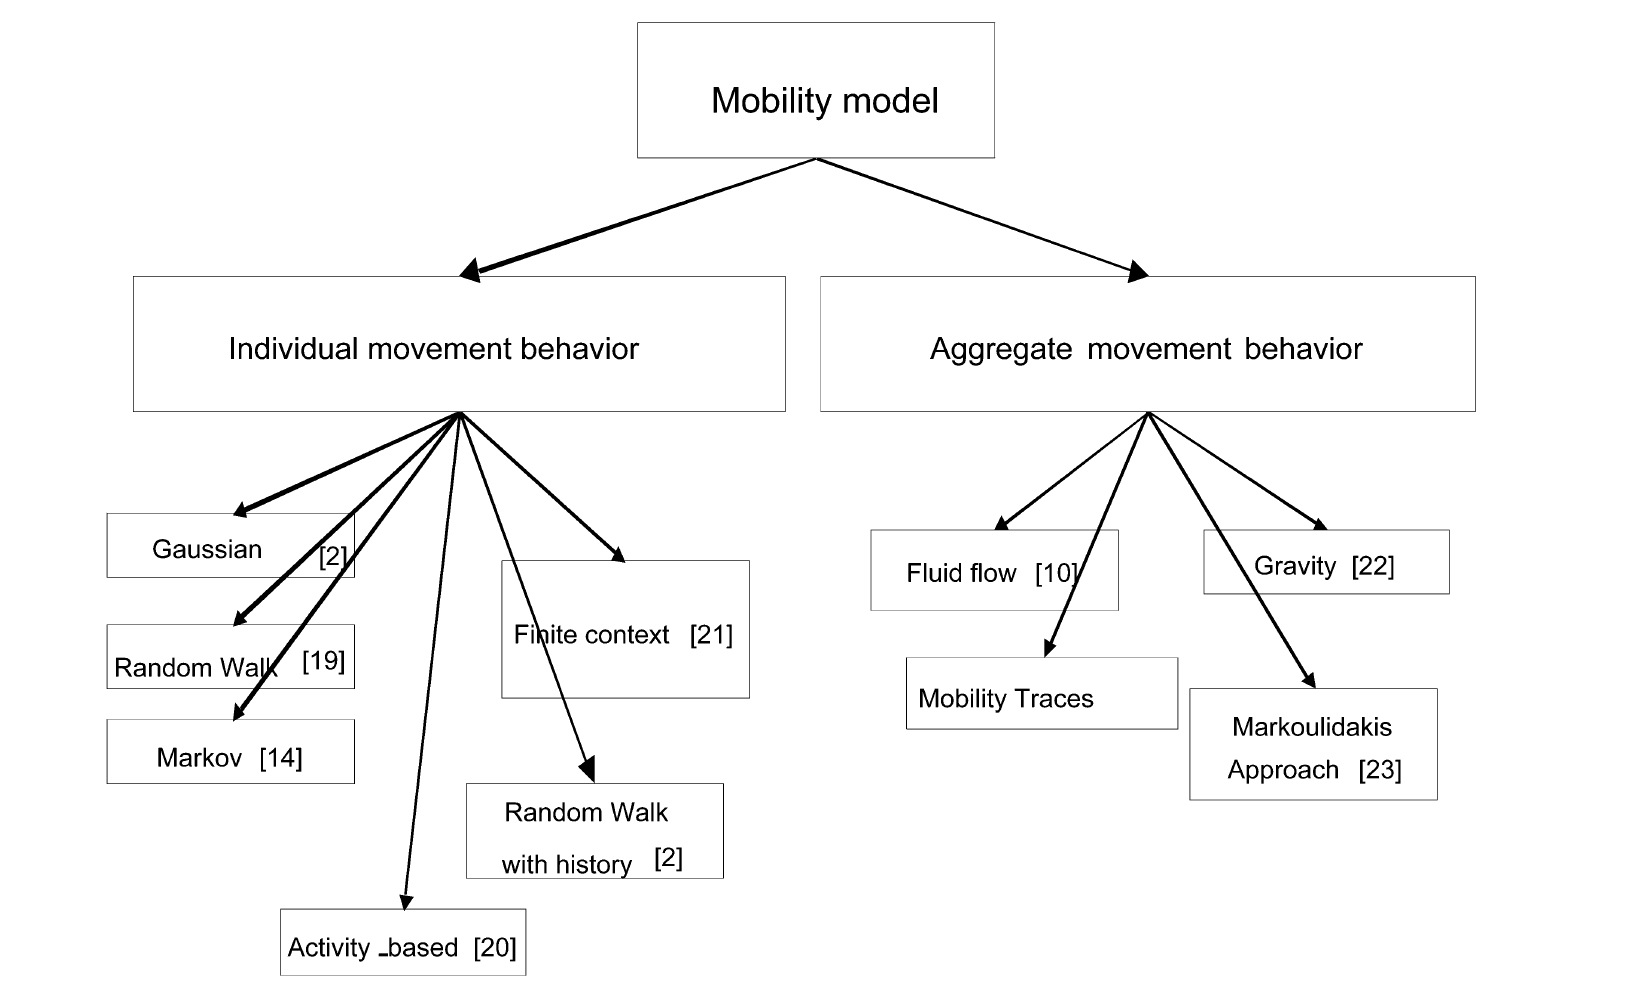 Mobility model
Individual movement behavior
Aggregate movement behavior
Gaussian [2]
Random Walk [19]
Markov [14]
Finite context [21]
Random Walk
with history [2]
Activity -based [20]
Fluid flow [10]
Gravity [22]
Mobility Traces
Markoulidakis
Approach [23]